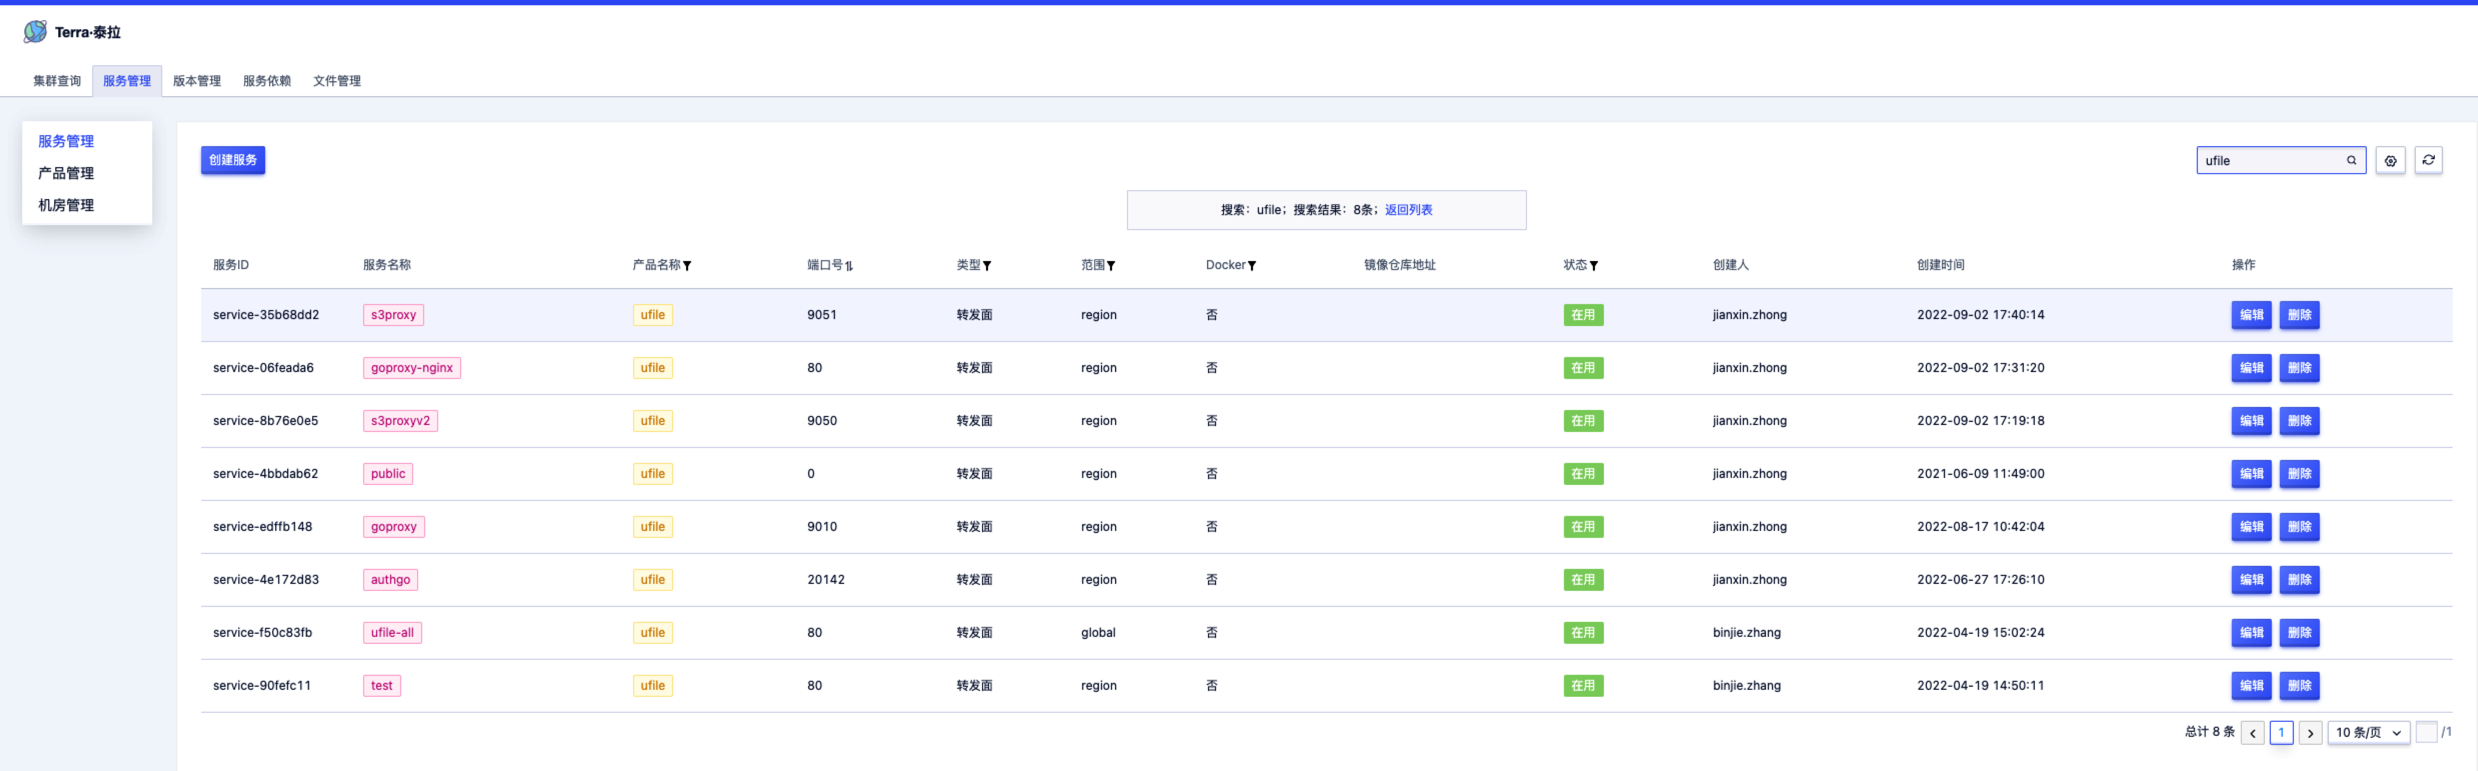 Terra·泰拉
集群查询 服务管理 版本管理 服务依赖 文件管理
服务管理
产品管理
机房管理
创建服务 ufile
搜索：ufile；搜索结果：8条；返回列表
服务ID 服务名称 产品名称 端口号 类型 范围 Docker 镜像仓库地址 状态 创建人 创建时间 操作
service-35b68dd2 s3proxy ufile 9051 转发面 region 否 在用 jianxin.zhong 2022-09-02 17:40:14 编辑 删除
service-06feada6 goproxy-nginx ufile 80 转发面 region 否 在用 jianxin.zhong 2022-09-02 17:31:20 编辑 删除
service-8b76e0e5 s3proxyv2 ufile 9050 转发面 region 否 在用 jianxin.zhong 2022-09-02 17:19:18 编辑 删除
service-4bbdab62 public ufile 0 转发面 region 否 在用 jianxin.zhong 2021-06-09 11:49:00 编辑 删除
service-edffb148 goproxy ufile 9010 转发面 region 否 在用 jianxin.zhong 2022-08-17 10:42:04 编辑 删除
service-4e172d83 authgo ufile 20142 转发面 region 否 在用 jianxin.zhong 2022-06-27 17:26:10 编辑 删除
service-f50c83fb ufile-all ufile 80 转发面 global 否 在用 binjie.zhang 2022-04-19 15:02:24 编辑 删除
service-90fefc11 test ufile 80 转发面 region 否 在用 binjie.zhang 2022-04-19 14:50:11 编辑 删除
总计 8 条 1 10 条/页 /1